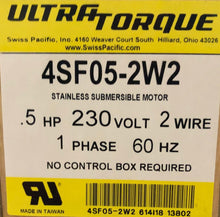 ULTRA TORQUE
Swiss Pacific, Inc. 4160 Weaver Court South Hilliard, Ohio 43026
www.SwissPacific.com
4SF05-2W2
STAINLESS SUBMERSIBLE MOTOR
.5 HP 230 VOLT 2 WIRE
1 PHASE 60 HZ
NO CONTROL BOX REQUIRED
MADE IN TAIWAN
4SF05-2W2 614118 13802